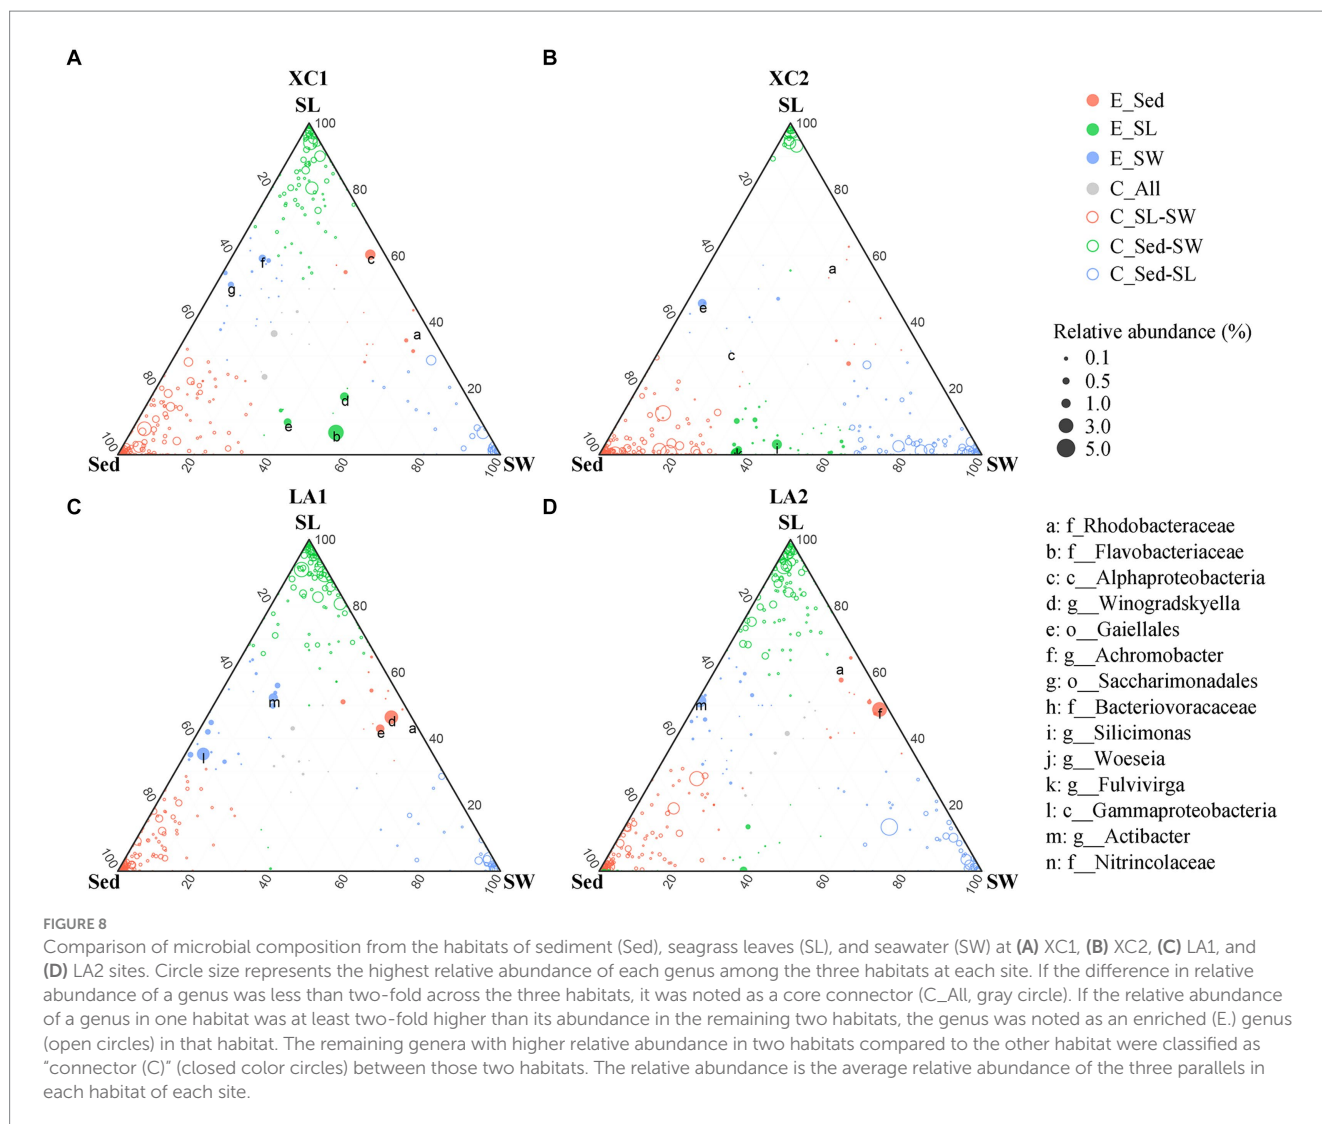 A
XC1
SL
100
20
80
40
60
60
40
80
20
100
Sed
20
40
60
80
100
SW
f
g
c
a
d
e
b
B
XC2
SL
100
20
80
40
60
60
40
80
20
100
Sed
20
40
60
80
100
SW
a
e
c
k
i
E_Sed
E_SL
E_SW
C_All
C_SL-SW
C_Sed-SW
C_Sed-SL
Relative abundance (%)
0.1
0.5
1.0
3.0
5.0
C
LA1
SL
100
20
80
40
60
60
40
80
20
100
Sed
20
40
60
80
100
SW
m
l
d
e
a
D
LA2
SL
100
20
80
40
60
60
40
80
20
100
Sed
20
40
60
80
100
SW
a
m
f
a: f_Rhodobacteraceae
b: f__Flavobacteriaceae
c: c__Alphaproteobacteria
d: g__Winogradskyella
e: o__Gaiellales
f: g__Achromobacter
g: o__Saccharimonadales
h: f__Bacteriovoracaceae
i: g__Silicimonas
j: g__Woeseia
k: g__Fulvivirga
l: c__Gammaproteobacteria
m: g__Actibacter
n: f__Nitrincolaceae
FIGURE 8
Comparison of microbial composition from the habitats of sediment (Sed), seagrass leaves (SL), and seawater (SW) at (A) XC1, (B) XC2, (C) LA1, and
(D) LA2 sites. Circle size represents the highest relative abundance of each genus among the three habitats at each site. If the difference in relative
abundance of a genus was less than two-fold across the three habitats, it was noted as a core connector (C_All, gray circle). If the relative abundance
of a genus in one habitat was at least two-fold higher than its abundance in the remaining two habitats, the genus was noted as an enriched (E.) genus
(open circles) in that habitat. The remaining genera with higher relative abundance in two habitats compared to the other habitat were classified as
“connector (C)” (closed color circles) between those two habitats. The relative abundance is the average relative abundance of the three parallels in
each habitat of each site.